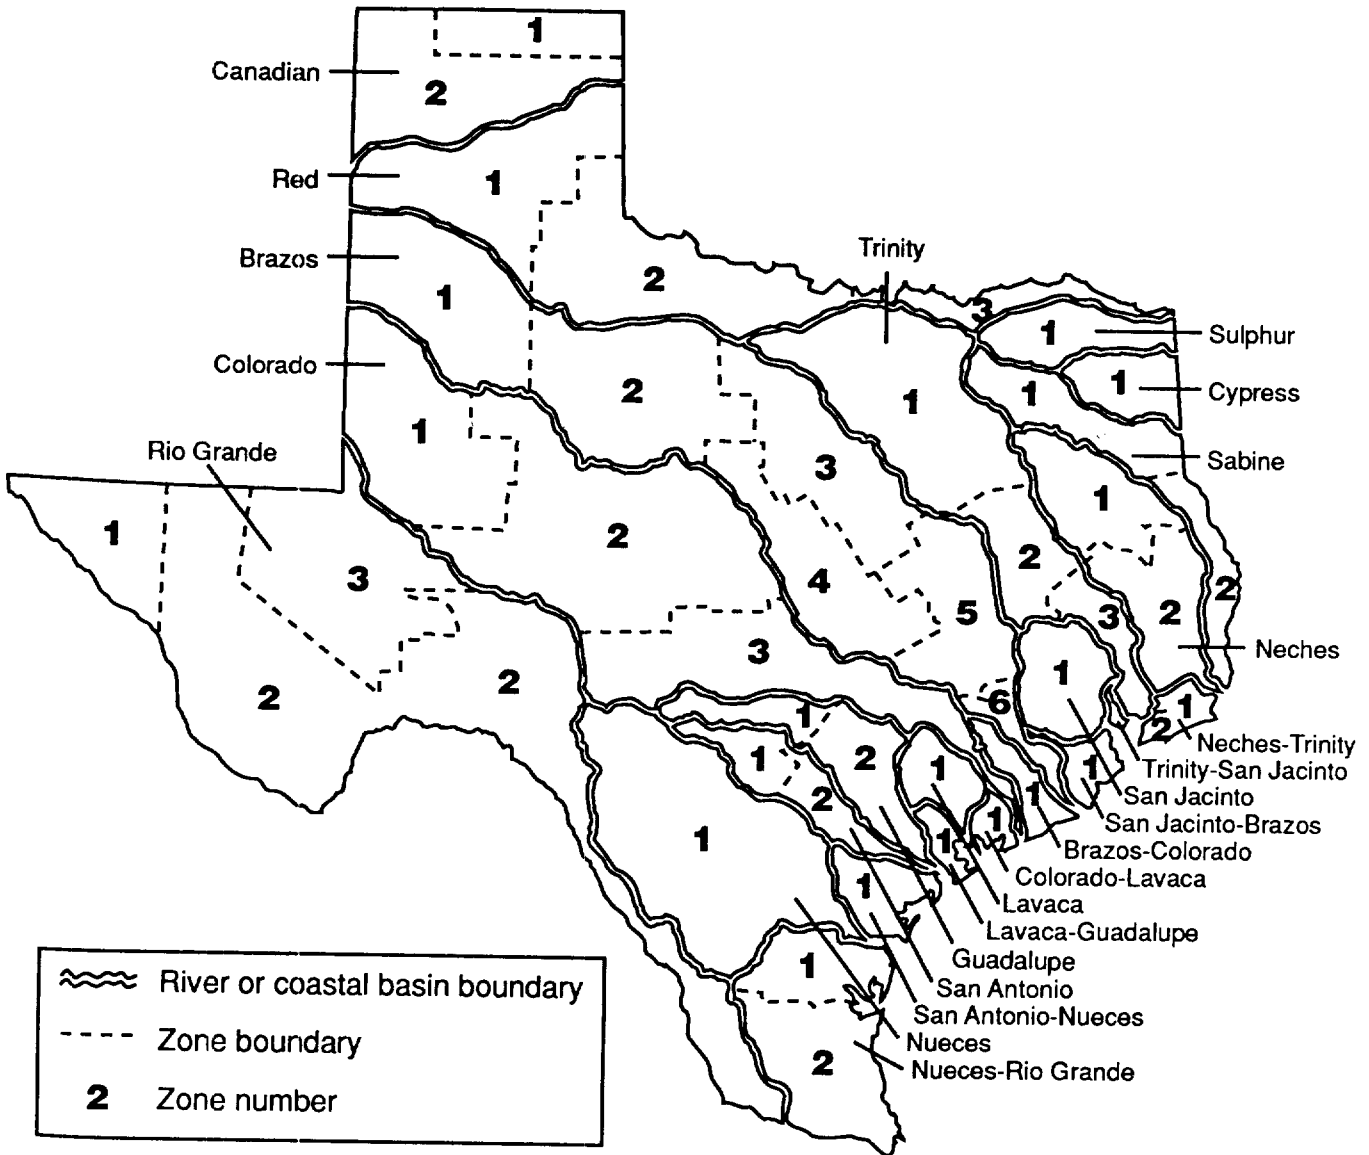 1
Canadian
2
Red
1
Brazos
1
2
Trinity
3
1
Sulphur
Colorado
1
2
1
1
1
Cypress
Rio Grande
3
1
Sabine
1
2
2
3
4
5
2
3
2
2
Neches
2
2
3
6
1
1
2
1
1
2
1
2
1
1
1
1
1
1
1
2
Neches-Trinity
Trinity-San Jacinto
San Jacinto
San Jacinto-Brazos
Brazos-Colorado
Colorado-Lavaca
Lavaca
Lavaca-Guadalupe
Guadalupe
San Antonio
San Antonio-Nueces
Nueces
Nueces-Rio Grande
River or coastal basin boundary
Zone boundary
2 Zone number